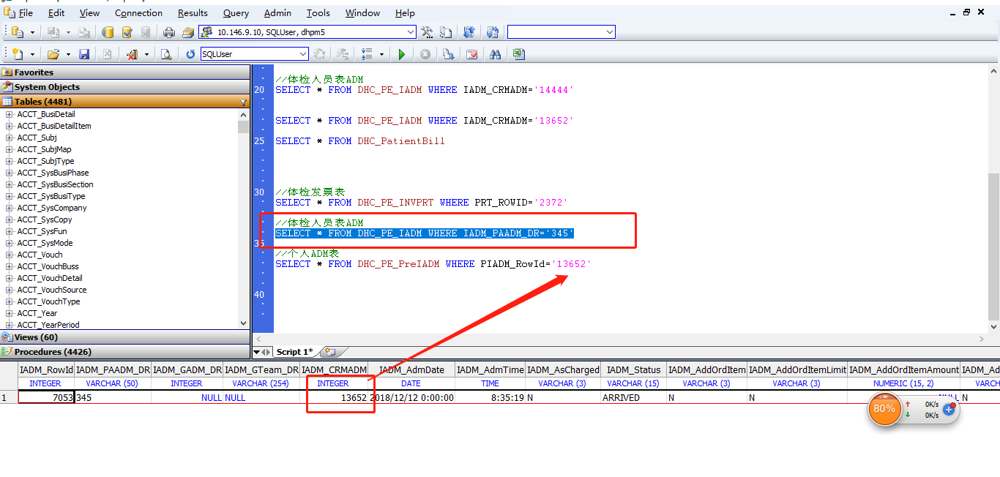 File Edit View Connection Results Query Admin Tools Window Help
10.146.9.10, SQLUser, dhpm5
SQLUser
Favorites
System Objects
Tables (4481)
ACCT_BusiDetail
ACCT_BusiDetailItem
ACCT_Subj
ACCT_SubjMap
ACCT_SubjType
ACCT_SysBusiPhase
ACCT_SysBusiSection
ACCT_SysBusiType
ACCT_SysCompany
ACCT_SysCopy
ACCT_SysFun
ACCT_SysMode
ACCT_Vouch
ACCT_VouchBuss
ACCT_VouchDetail
ACCT_VouchSource
ACCT_VouchType
ACCT_Year
ACCT_YearPeriod
Views (60)
Procedures (4426)
//体检人员表ADM
20 SELECT * FROM DHC_PE_IADM WHERE IADM_CRMADM='14444'
SELECT * FROM DHC_PE_IADM WHERE IADM_CRMADM='13652'
25 SELECT * FROM DHC_PatientBill
30 //体检发票表
SELECT * FROM DHC_PE_INVPRT WHERE PRT_ROWID='2372'
//体检人员表ADM
SELECT * FROM DHC_PE_IADM WHERE IADM_PAADM_DR='345'
35
//个人ADM表
SELECT * FROM DHC_PE_PreIADM WHERE PIADM_RowId='13652'
40
Script 1*
IADM_RowId IADM_PAADM_DR IADM_GADM_DR IADM_GTeam_DR IADM_CRMADM IADM_AdmDate IADM_AdmTime IADM_AsCharged IADM_Status IADM_AddOrdItem IADM_AddOrdItemLimit IADM_AddOrdItemAmount IADM_Ad
INTEGER VARCHAR (50) INTEGER VARCHAR (254) INTEGER DATE TIME VARCHAR (3) VARCHAR (15) VARCHAR (3) VARCHAR (3) NUMERIC (15, 2) VARCH
1 7053 345 NULL NULL 13652 2018/12/12 0:00:00 8:35:19 N ARRIVED N N N
80% 0K/s
0K/s